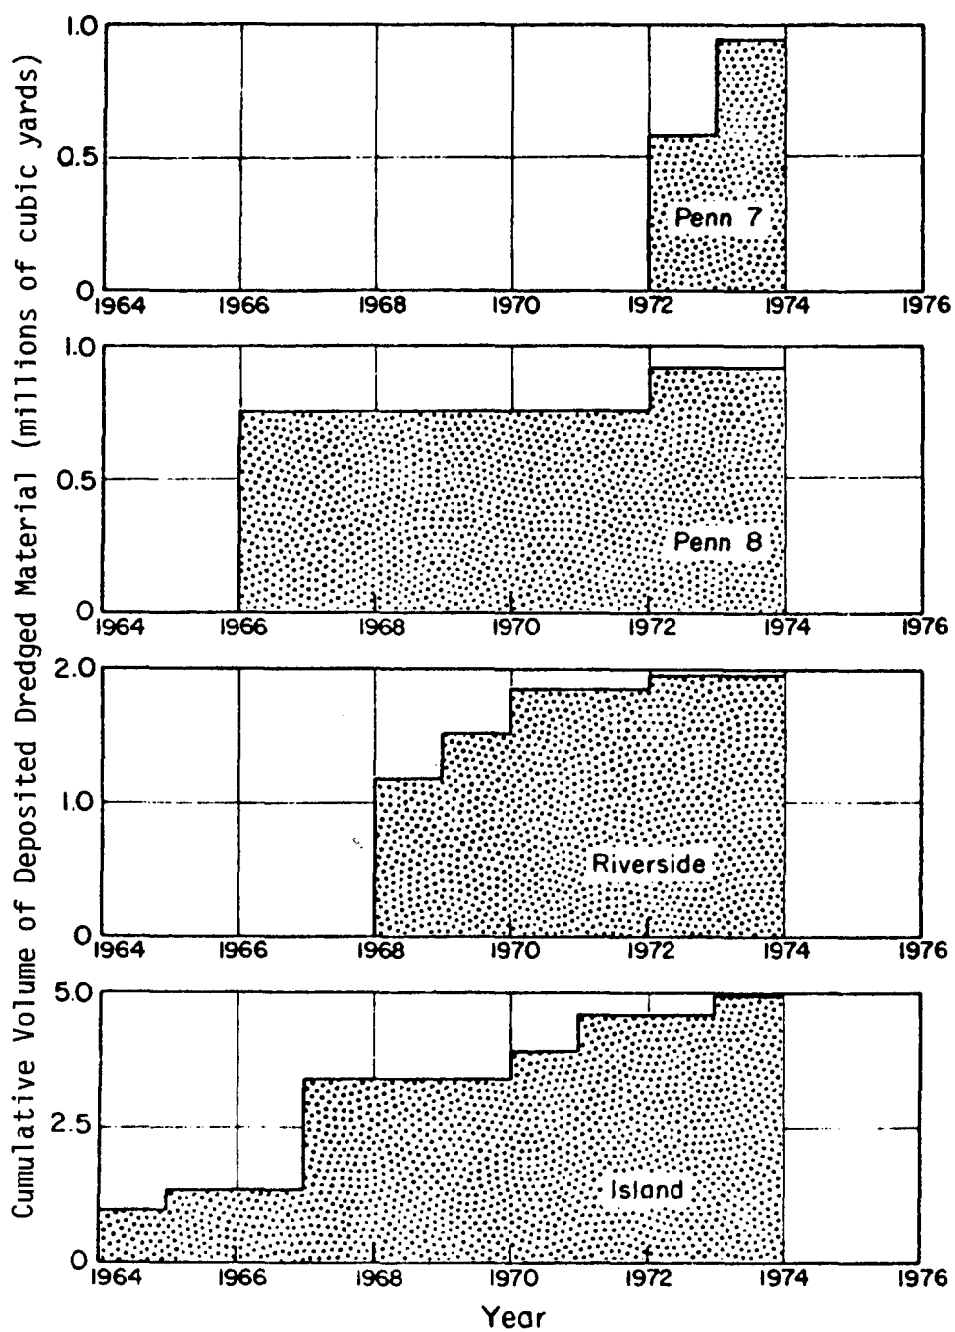 Cumulative Volume of Deposited Dredged Material (millions of cubic yards)
1.0
0.5
Penn 7
0
1964 1966 1968 1970 1972 1974 1976
1.0
0.5
Penn 8
0
1964 1966 1968 1970 1972 1974 1976
2.0
1.0
Riverside
0
1964 1966 1968 1970 1972 1974 1976
5.0
2.5
Island
0
1964 1966 1968 1970 1972 1974 1976
Year